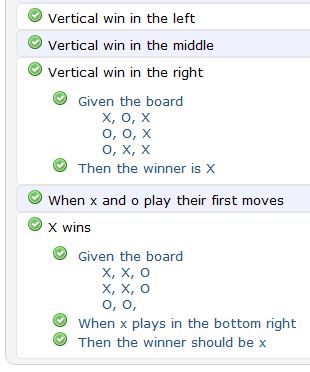 Vertical win in the left
Vertical win in the middle
Vertical win in the right
Given the board
X, O, X
O, O, X
O, X, X
Then the winner is X
When x and o play their first moves
X wins
Given the board
X, X, O
X, X, O
O, O,
When x plays in the bottom right
Then the winner should be x